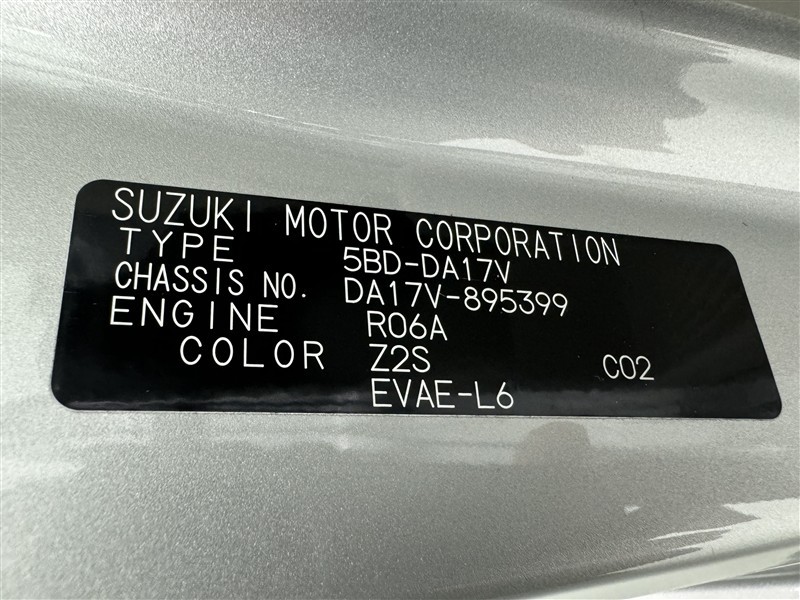 SUZUKI MOTOR CORPORATION
TYPE 5BD-DA17V
CHASSIS NO. DA17V-895399
ENGINE R06A
COLOR Z2S C02
EVAE-L6